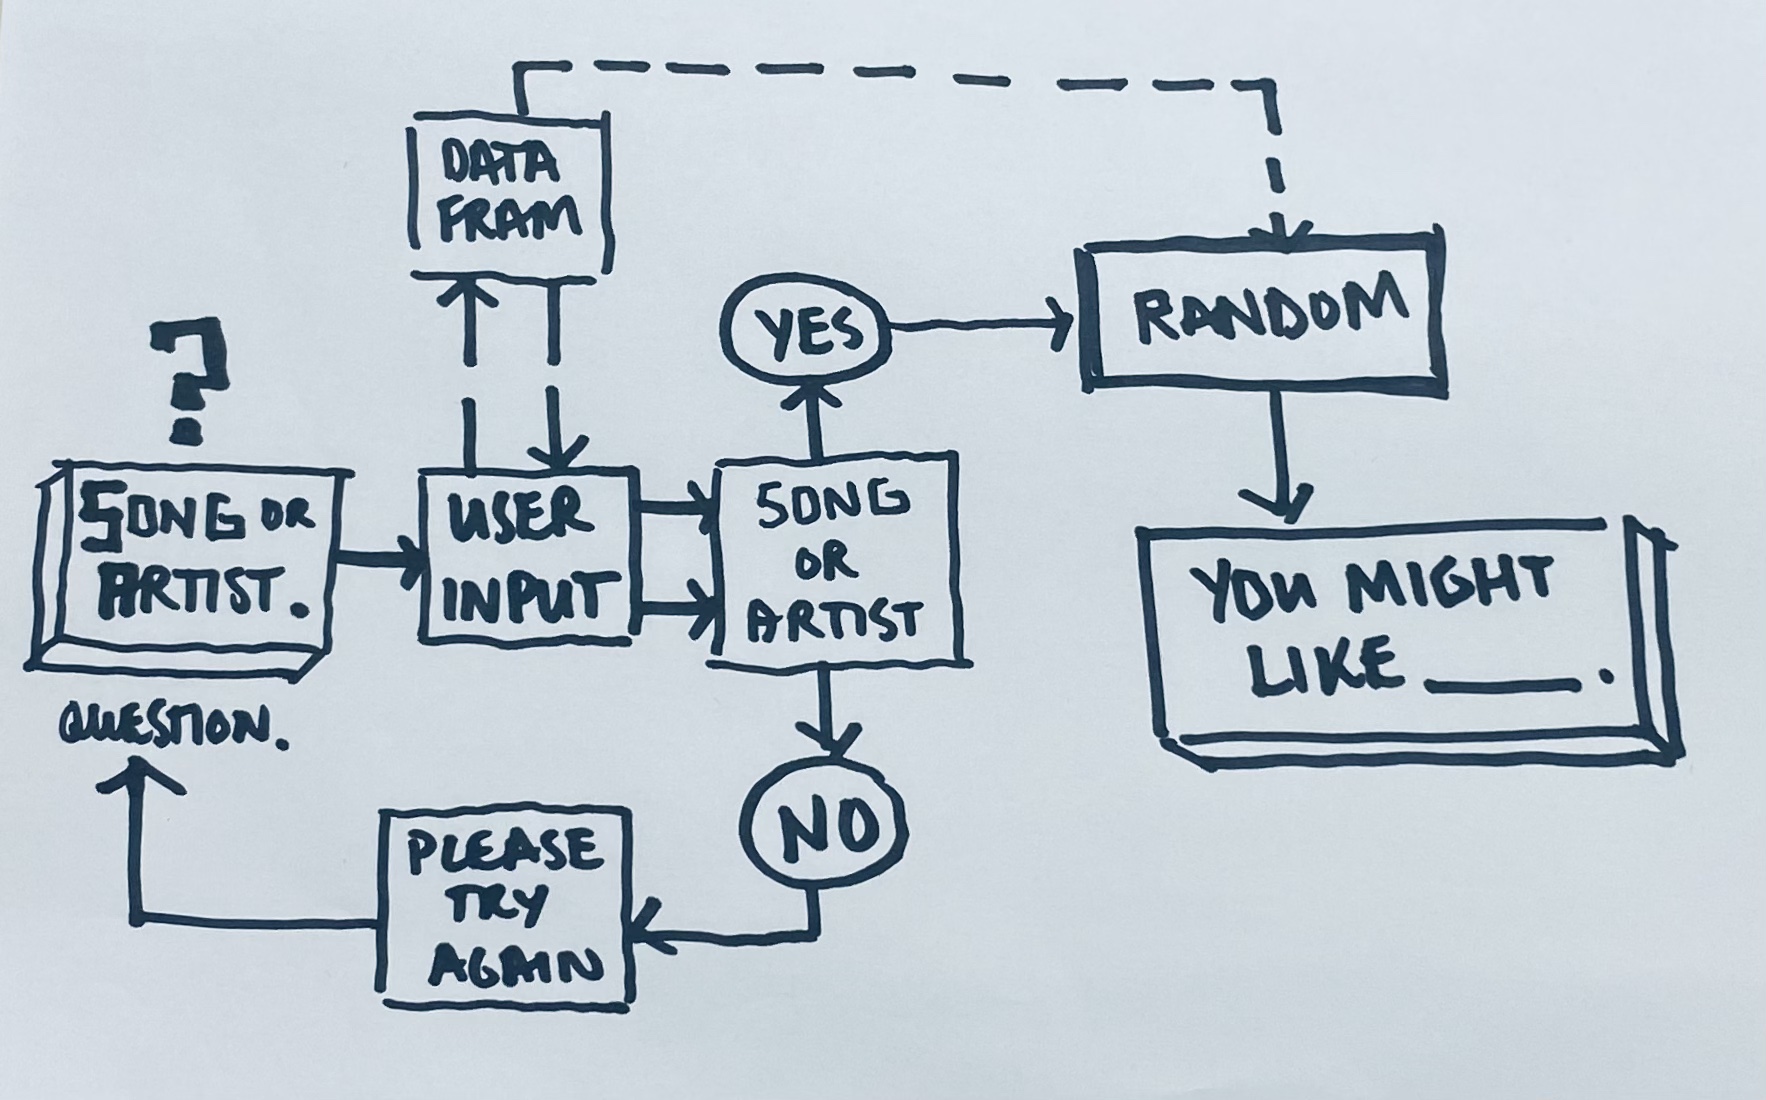 DATA
FRAM
?
SONG OR
ARTIST.
QUESTION.
USER
INPUT
SONG
OR
ARTIST
YES
NO
PLEASE
TRY
AGAIN
RANDOM
YOU MIGHT
LIKE ____.